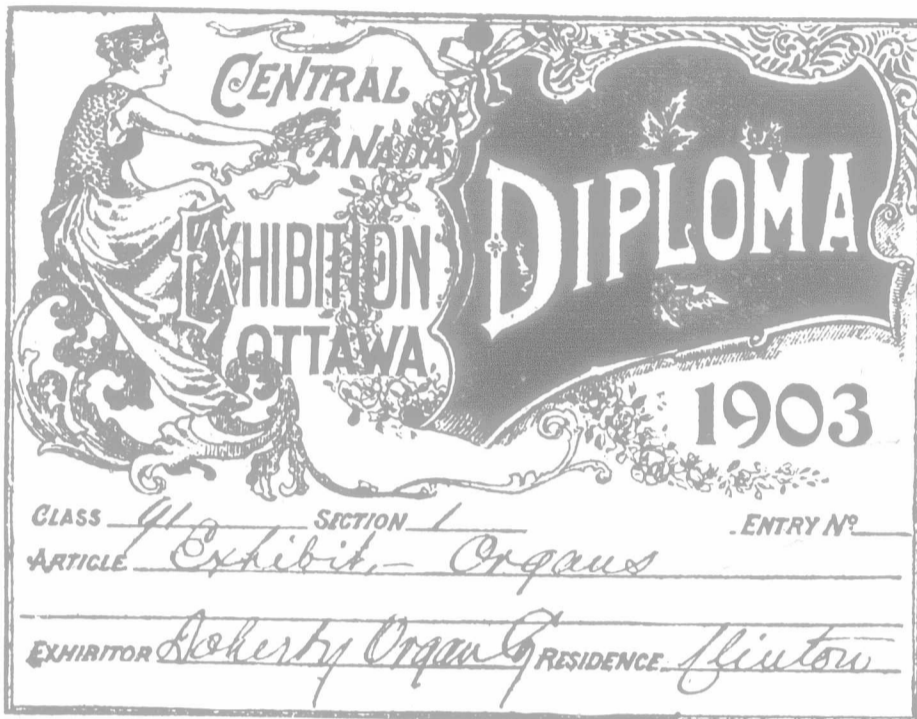 CENTRAL
CANADA
EXHIBITION
OTTAWA
DIPLOMA
1903
CLASS 41 SECTION 1 ENTRY Nº
ARTICLE Exhibit,- Organs
EXHIBITOR Doherty Organ Co RESIDENCE Clinton